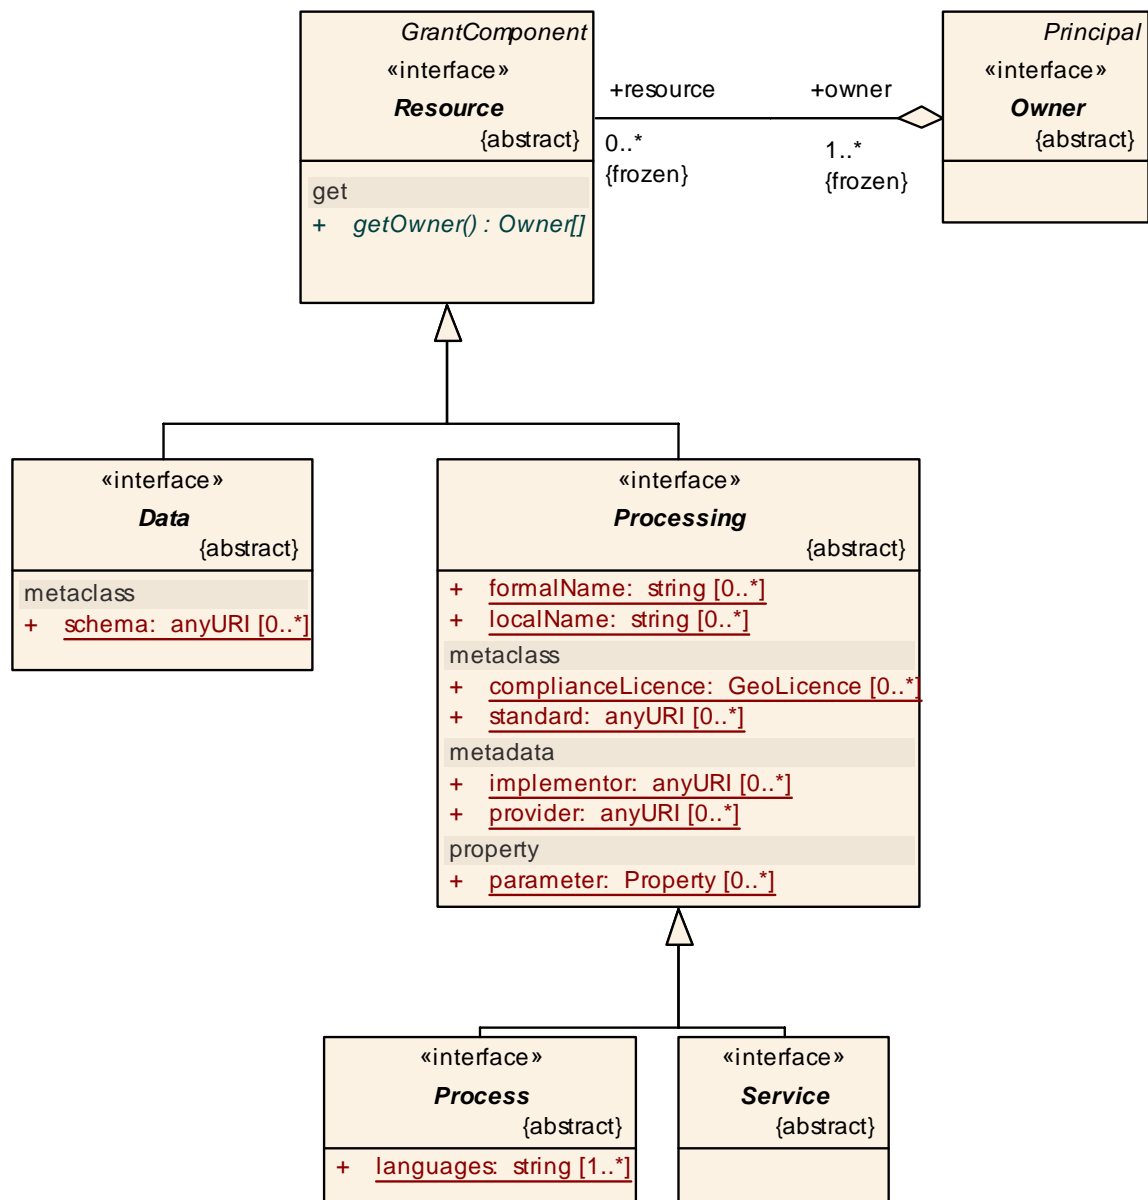 GrantComponent
«interface»
Resource
{abstract}
get
+ getOwner() : Owner[]
+resource
0..*
{frozen}
+owner
1..*
{frozen}
Principal
«interface»
Owner
{abstract}
«interface»
Data
{abstract}
metaclass
+ schema: anyURI [0..*]
«interface»
Processing
{abstract}
+ formalName: string [0..*]
+ localName: string [0..*]
metaclass
+ complianceLicence: GeoLicence [0..*]
+ standard: anyURI [0..*]
metadata
+ implementor: anyURI [0..*]
+ provider: anyURI [0..*]
property
+ parameter: Property [0..*]
«interface»
Process
{abstract}
+ languages: string [1..*]
«interface»
Service
{abstract}